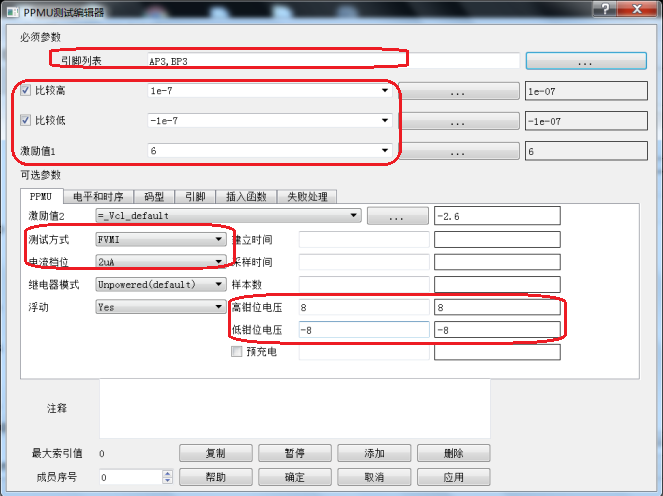 PPMU测试编辑器
必须参数
引脚列表 AP3,BP3 ...
比较高 1e-7 ... 1e-07
比较低 -1e-7 ... -1e-07
激励值1 6 ... 6
可选参数
PPMU 电平和时序 码型 引脚 插入函数 失败处理
激励值2 =_Vcl_default ... -2.6
测试方式 FVMI 建立时间
电流档位 2uA 采样时间
继电器模式 Unpowered(default) 样本数
浮动 Yes 高钳位电压 8 8
低钳位电压 -8 -8
预充电
注释
最大索引值 0 复制 暂停 添加 删除
成员序号 0 帮助 确定 取消 应用